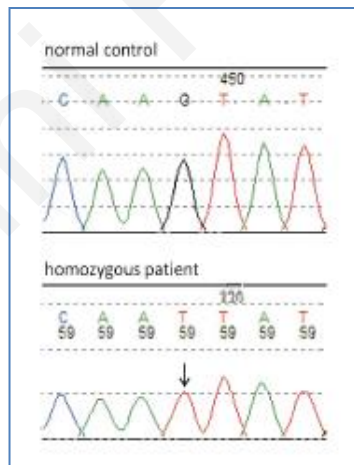 normal control
450
C A A G T A T
homozygous patient
C A A T T A T
59 59 59 59 59 59 59